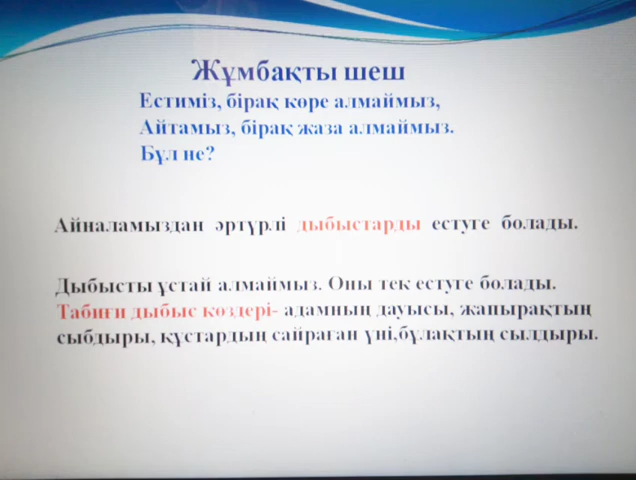 Жұмбақты шеш
Естиміз, бірақ көре алмаймыз,
Айтамыз, бірақ жаза алмаймыз.
Бұл не?
Айналамыздан әртүрлі дыбыстарды естуге болады.
Дыбысты ұстай алмаймыз. Оны тек естуге болады.
Табиғи дыбыс көздері- адамның дауысы, жапырақтың
сыбдыры, құстардың сайраған үні,бұлақтың сылдыры.